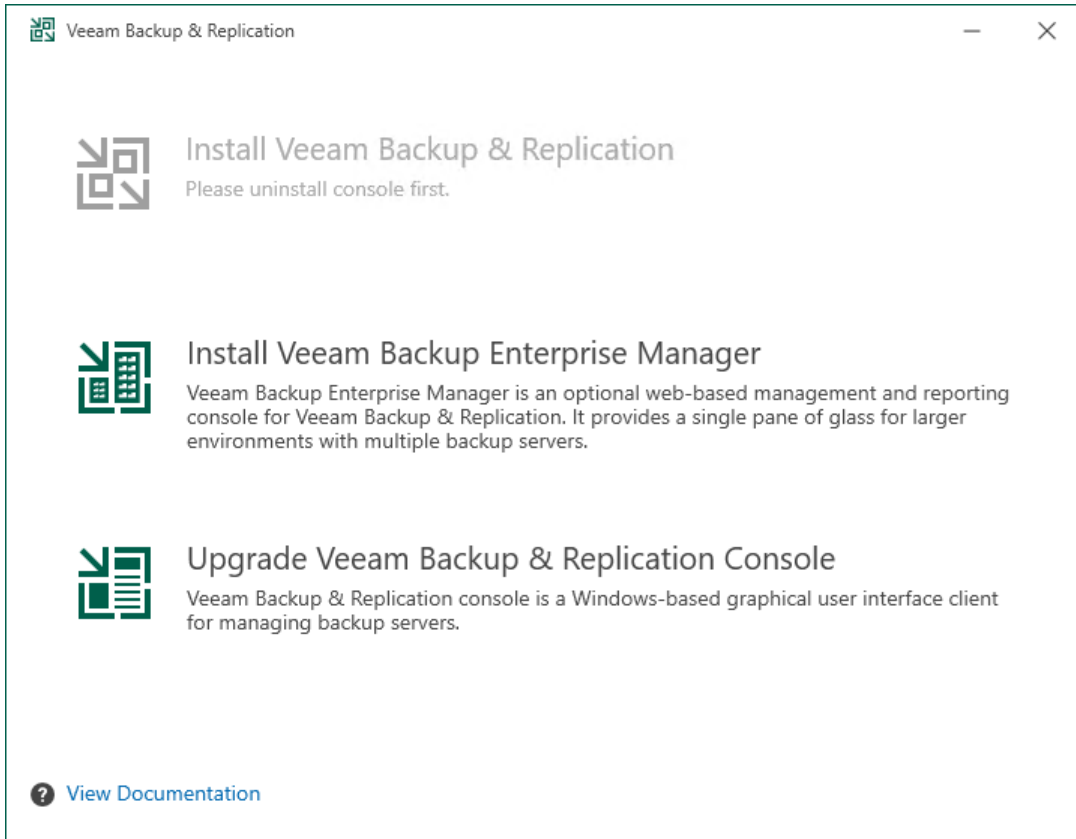 Veeam Backup & Replication
Install Veeam Backup & Replication
Please uninstall console first.
Install Veeam Backup Enterprise Manager
Veeam Backup Enterprise Manager is an optional web-based management and reporting
console for Veeam Backup & Replication. It provides a single pane of glass for larger
environments with multiple backup servers.
Upgrade Veeam Backup & Replication Console
Veeam Backup & Replication console is a Windows-based graphical user interface client
for managing backup servers.
? View Documentation